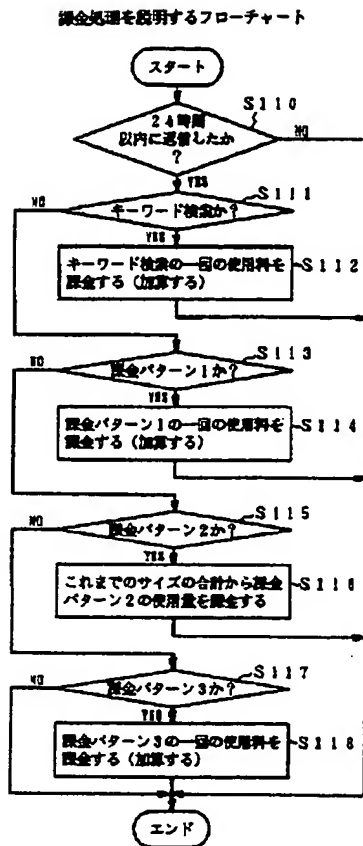 課金処理を説明するフローチャート
スタート
S110
24時間
以内に返信したか
?
NO
YES
S111
NO
キーワード検索か?
YES
キーワード検索の一回の使用料を
課金する(加算する)
S112
S113
NO
課金パターン1か?
YES
課金パターン1の一回の使用料を
課金する(加算する)
S114
S115
NO
課金パターン2か?
YES
これまでのサイズの合計から課金
パターン2の使用量を課金する
S116
S117
NO
課金パターン3か?
YES
課金パターン3の一回の使用料を
課金する(加算する)
S118
エンド